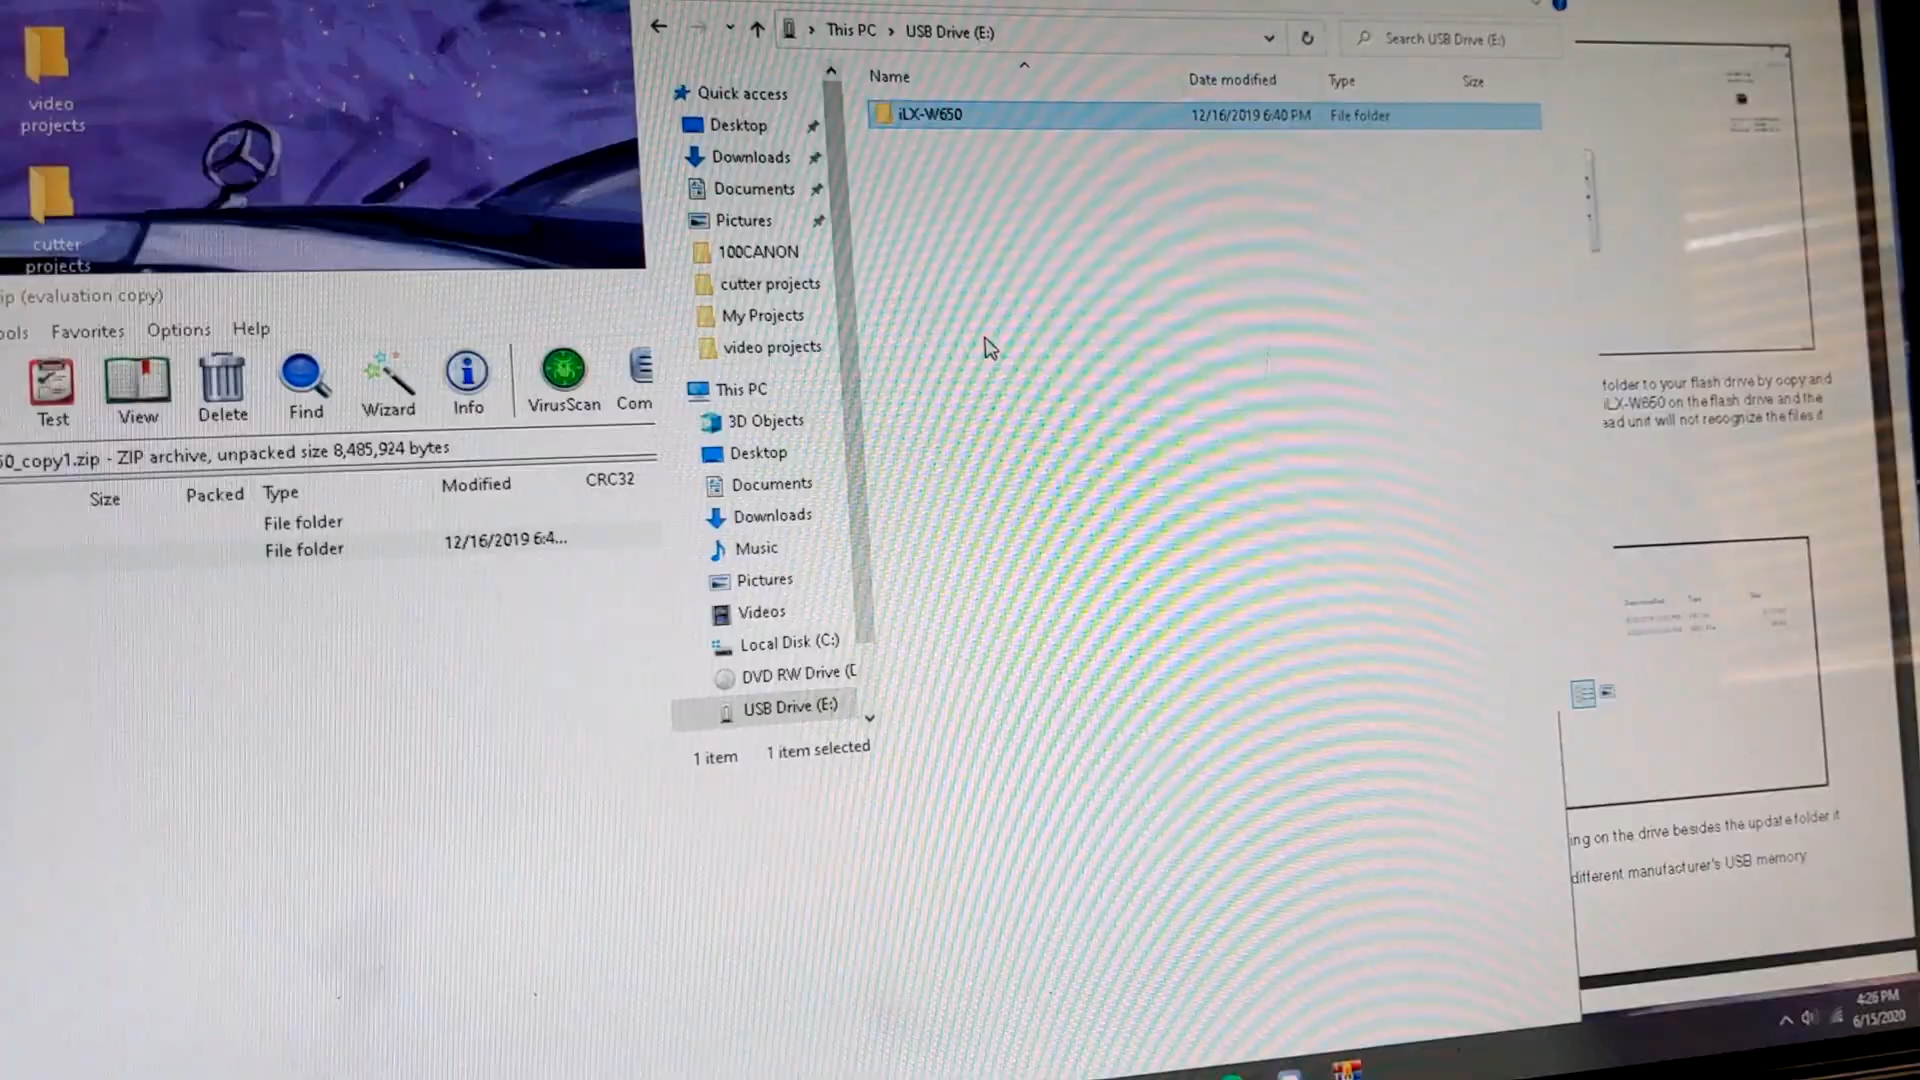 video
projects
cutter
projects
ip (evaluation copy)
ools Favorites Options Help
Test View Delete Find Wizard Info VirusScan Com
50_copy1.zip - ZIP archive, unpacked size 8,485,924 bytes
Size Packed Type Modified CRC32
File folder
File folder 12/16/2019 6:4...
This PC > USB Drive (E:)
Search USB Drive (E:)
Name Date modified Type Size
iLX-W650 12/16/2019 6:40 PM File folder
Quick access
Desktop
Downloads
Documents
Pictures
100CANON
cutter projects
My Projects
video projects
This PC
3D Objects
Desktop
Documents
Downloads
Music
Pictures
Videos
Local Disk (C:)
DVD RW Drive (D
USB Drive (E:)
1 item 1 item selected
folder to your flash drive by copy and
iLX-W650 on the flash drive and the
ead unit will not recognize the files if
ing on the drive besides the update folder it
different manufacturer's USB memory
4:26 PM
6/15/2020